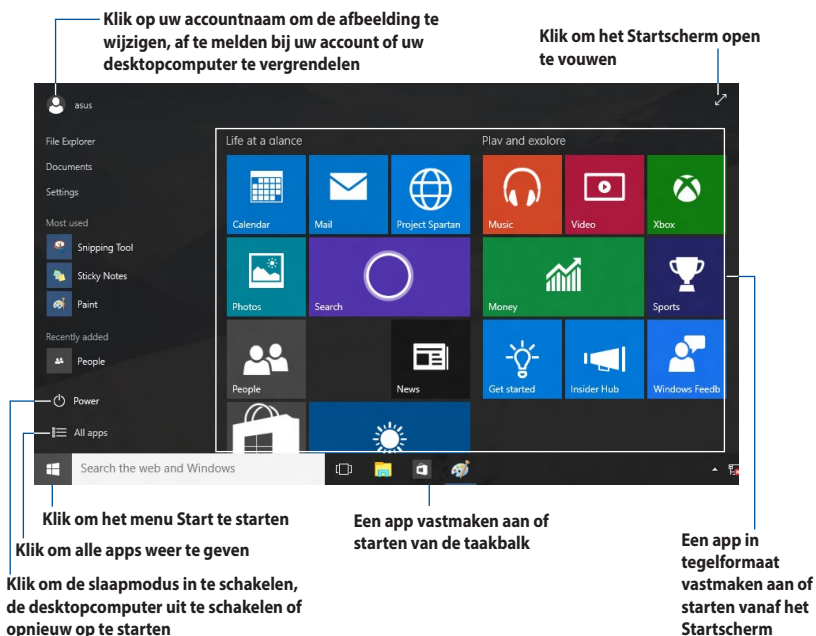 Klik op uw accountnaam om de afbeelding te
wijzigen, af te melden bij uw account of uw
desktopcomputer te vergrendelen
Klik om het Startscherm open
te vouwen
asus
File Explorer
Documents
Settings
Most used
Snipping Tool
Sticky Notes
Paint
Recently added
People
Power
All apps
Life at a glance
Calendar
Mail
Project Spartan
Photos
Search
People
News
Play and explore
Music
Video
Xbox
Money
Sports
Get started
Insider Hub
Windows Feedb
Search the web and Windows
Klik om het menu Start te starten
Klik om alle apps weer te geven
Klik om de slaapmodus in te schakelen,
de desktopcomputer uit te schakelen of
opnieuw op te starten
Een app vastmaken aan of
starten van de taakbalk
Een app in
tegelformaat
vastmaken aan of
starten vanaf het
Startscherm